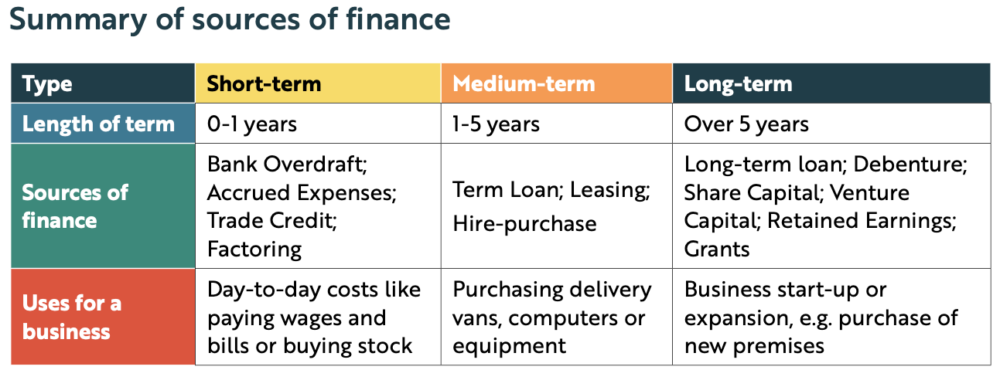 Summary of sources of finance
Type
Short-term
Medium-term
Long-term
Length of term
0-1 years
1-5 years
Over 5 years
Sources of
finance
Bank Overdraft;
Accrued Expenses;
Trade Credit;
Factoring
Term Loan; Leasing;
Hire-purchase
Long-term loan; Debenture;
Share Capital; Venture
Capital; Retained Earnings;
Grants
Uses for a
business
Day-to-day costs like
paying wages and
bills or buying stock
Purchasing delivery
vans, computers or
equipment
Business start-up or
expansion, e.g. purchase of
new premises